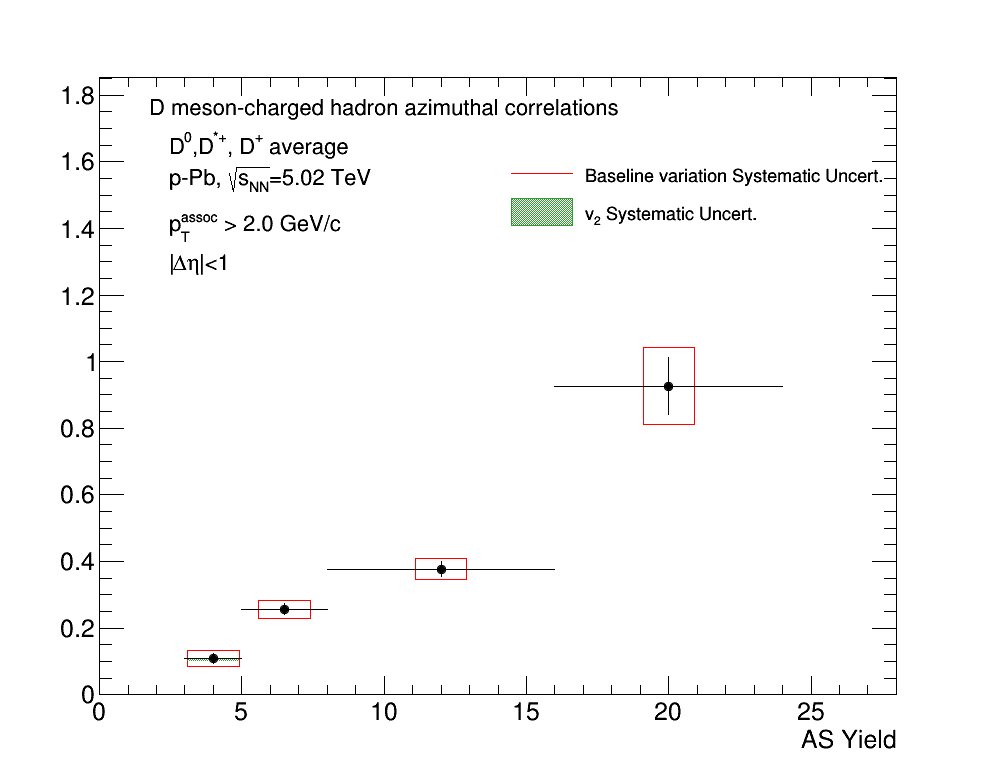 D meson-charged hadron azimuthal correlations
D⁰,D*⁺, D⁺ average
p-Pb, √sNN=5.02 TeV
pTassoc > 2.0 GeV/c
|Δη|<1
Baseline variation Systematic Uncert.
v₂ Systematic Uncert.
1.8
1.6
1.4
1.2
1
0.8
0.6
0.4
0.2
0
0 5 10 15 20 25
AS Yield